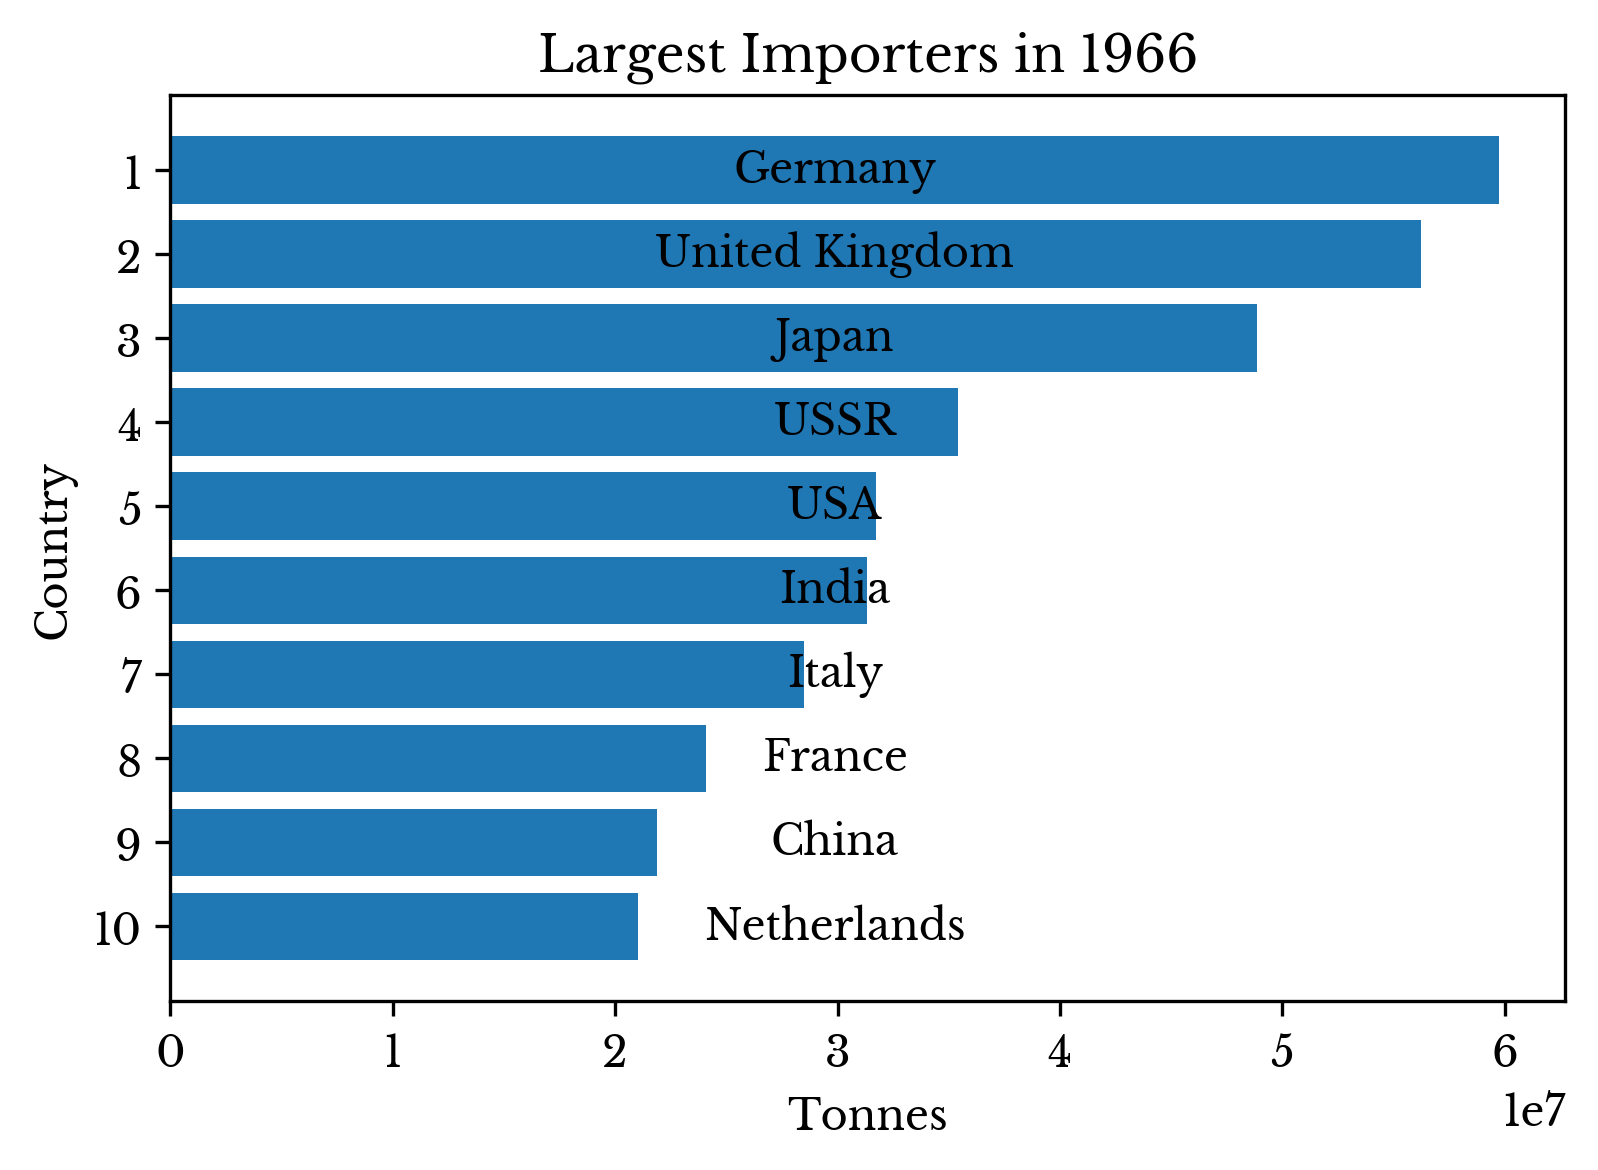 Largest Importers in 1966
1 Germany
2 United Kingdom
3 Japan
4 USSR
5 USA
6 India
7 Italy
8 France
9 China
10 Netherlands
Country
0 1 2 3 4 5 6
1e7
Tonnes